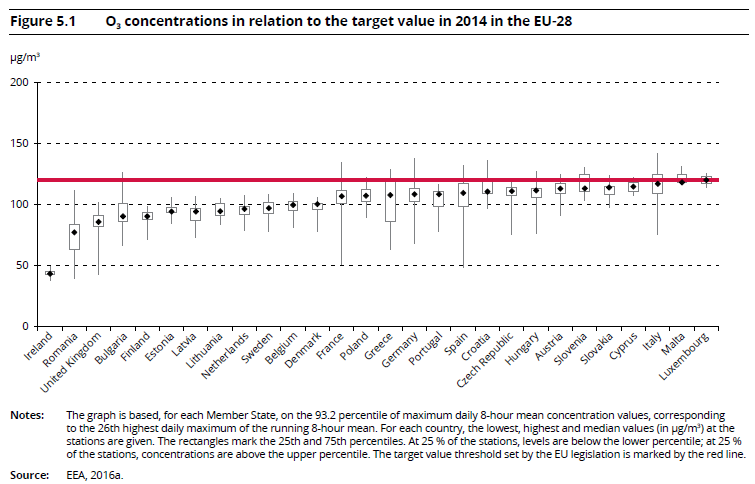 Figure 5.1 O₃ concentrations in relation to the target value in 2014 in the EU-28
µg/m³
200
150
100
50
0
Ireland
Romania
United Kingdom
Bulgaria
Finland
Estonia
Latvia
Lithuania
Netherlands
Sweden
Belgium
Denmark
France
Poland
Greece
Germany
Portugal
Spain
Croatia
Czech Republic
Hungary
Austria
Slovenia
Slovakia
Cyprus
Italy
Malta
Luxembourg
Notes: The graph is based, for each Member State, on the 93.2 percentile of maximum daily 8-hour mean concentration values, corresponding
to the 26th highest daily maximum of the running 8-hour mean. For each country, the lowest, highest and median values (in µg/m³) at the
stations are given. The rectangles mark the 25th and 75th percentiles. At 25 % of the stations, levels are below the lower percentile; at 25 %
of the stations, concentrations are above the upper percentile. The target value threshold set by the EU legislation is marked by the red line.
Source: EEA, 2016a.